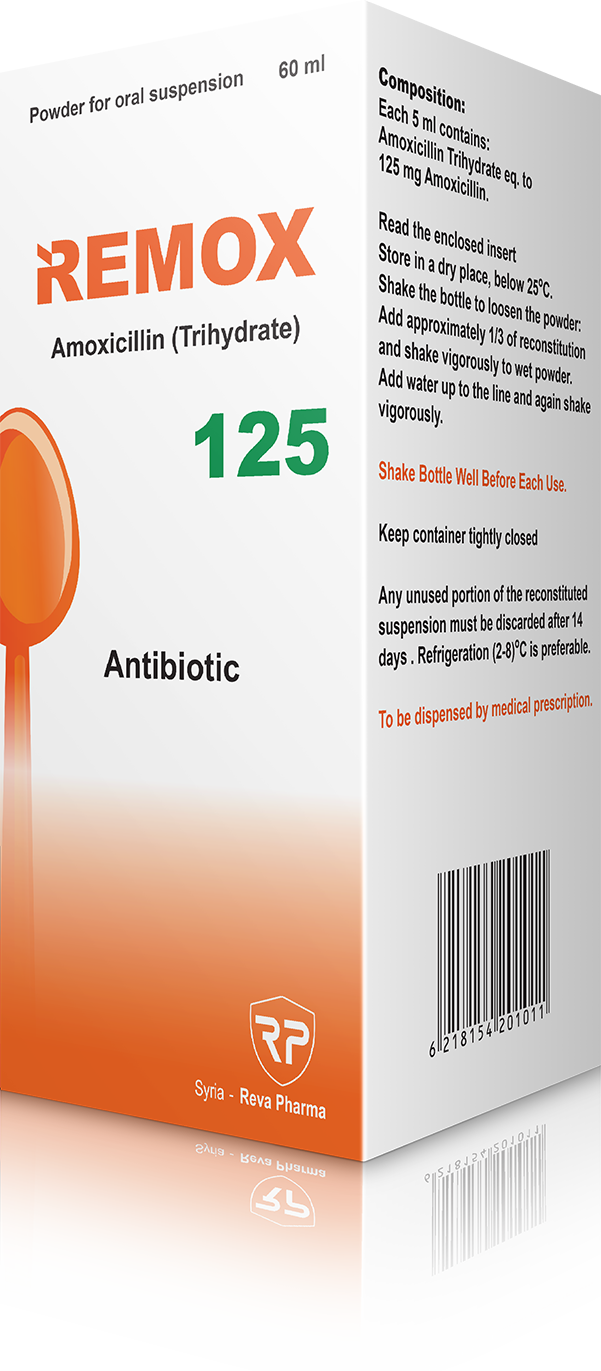 Powder for oral suspension 60 ml
REMOX
Amoxicillin (Trihydrate)
125
Antibiotic
RP
Syria - Reva Pharma
Composition:
Each 5 ml contains:
Amoxicillin Trihydrate eq. to
125 mg Amoxicillin.
Read the enclosed insert
Store in a dry place, below 25°C.
Shake the bottle to loosen the powder:
Add approximately 1/3 of reconstitution
and shake vigorously to wet powder.
Add water up to the line and again shake
vigorously.
Shake Bottle Well Before Each Use.
Keep container tightly closed
Any unused portion of the reconstituted
suspension must be discarded after 14
days . Refrigeration (2-8)°C is preferable.
To be dispensed by medical prescription.
6 218154 201011